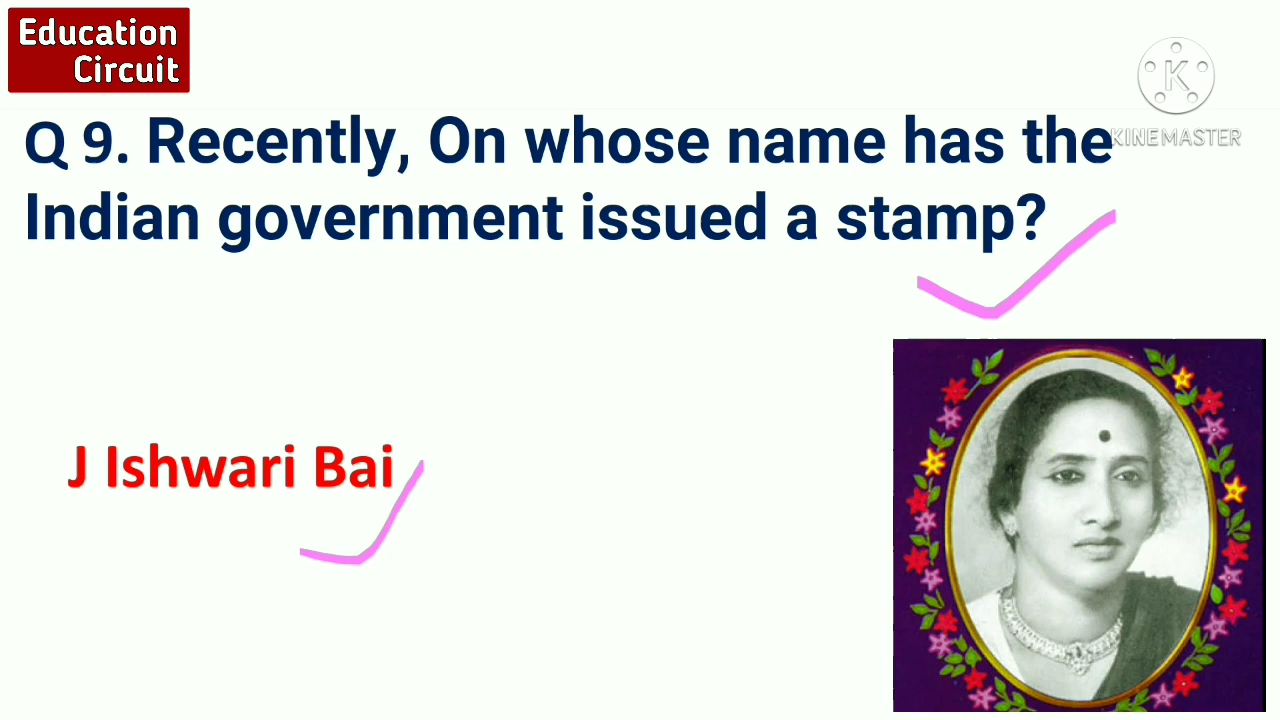 Education
Circuit
K
KINEMASTER
Q 9. Recently, On whose name has the
Indian government issued a stamp?
J Ishwari Bai